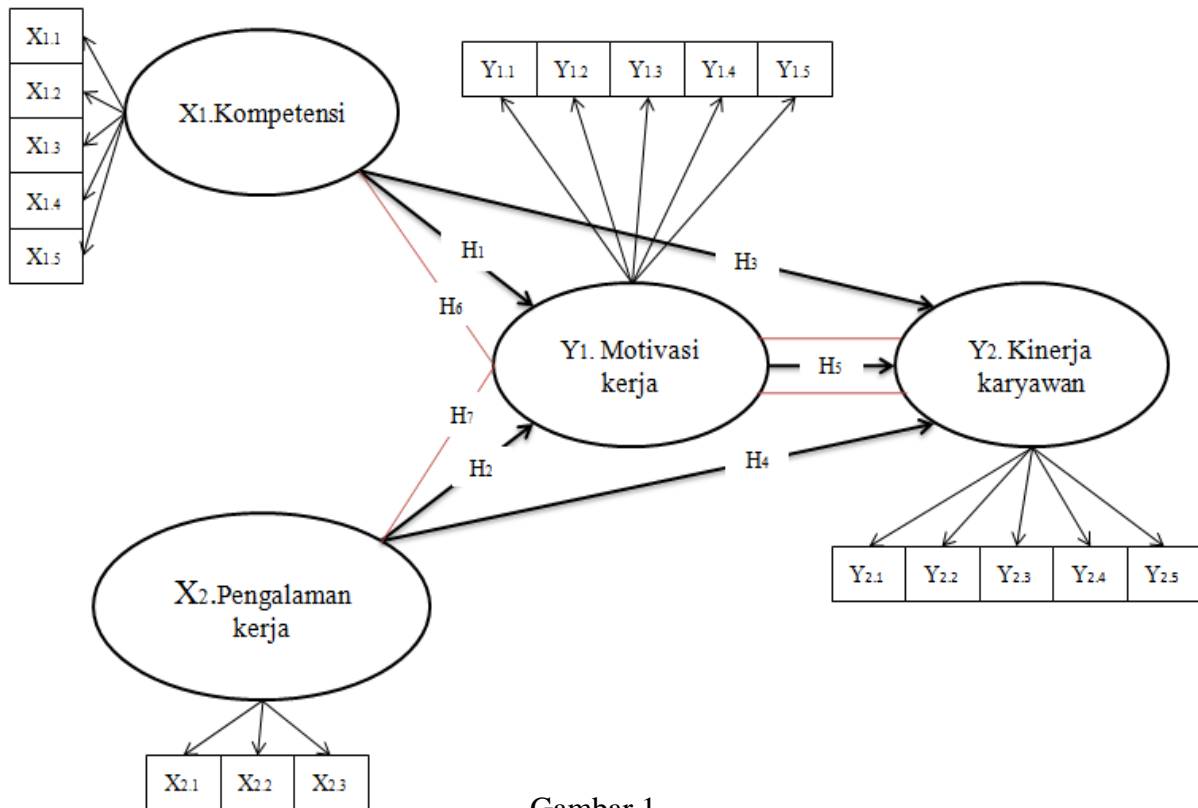 X1.1
X1.2
X1.3
X1.4
X1.5
X1.Kompetensi
Y1.1 Y1.2 Y1.3 Y1.4 Y1.5
H1
H3
H6
Y1. Motivasi
kerja
H5
Y2. Kinerja
karyawan
H7
H2
H4
X2.Pengalaman
kerja
Y2.1 Y2.2 Y2.3 Y2.4 Y2.5
X2.1 X2.2 X2.3
Gambar 1